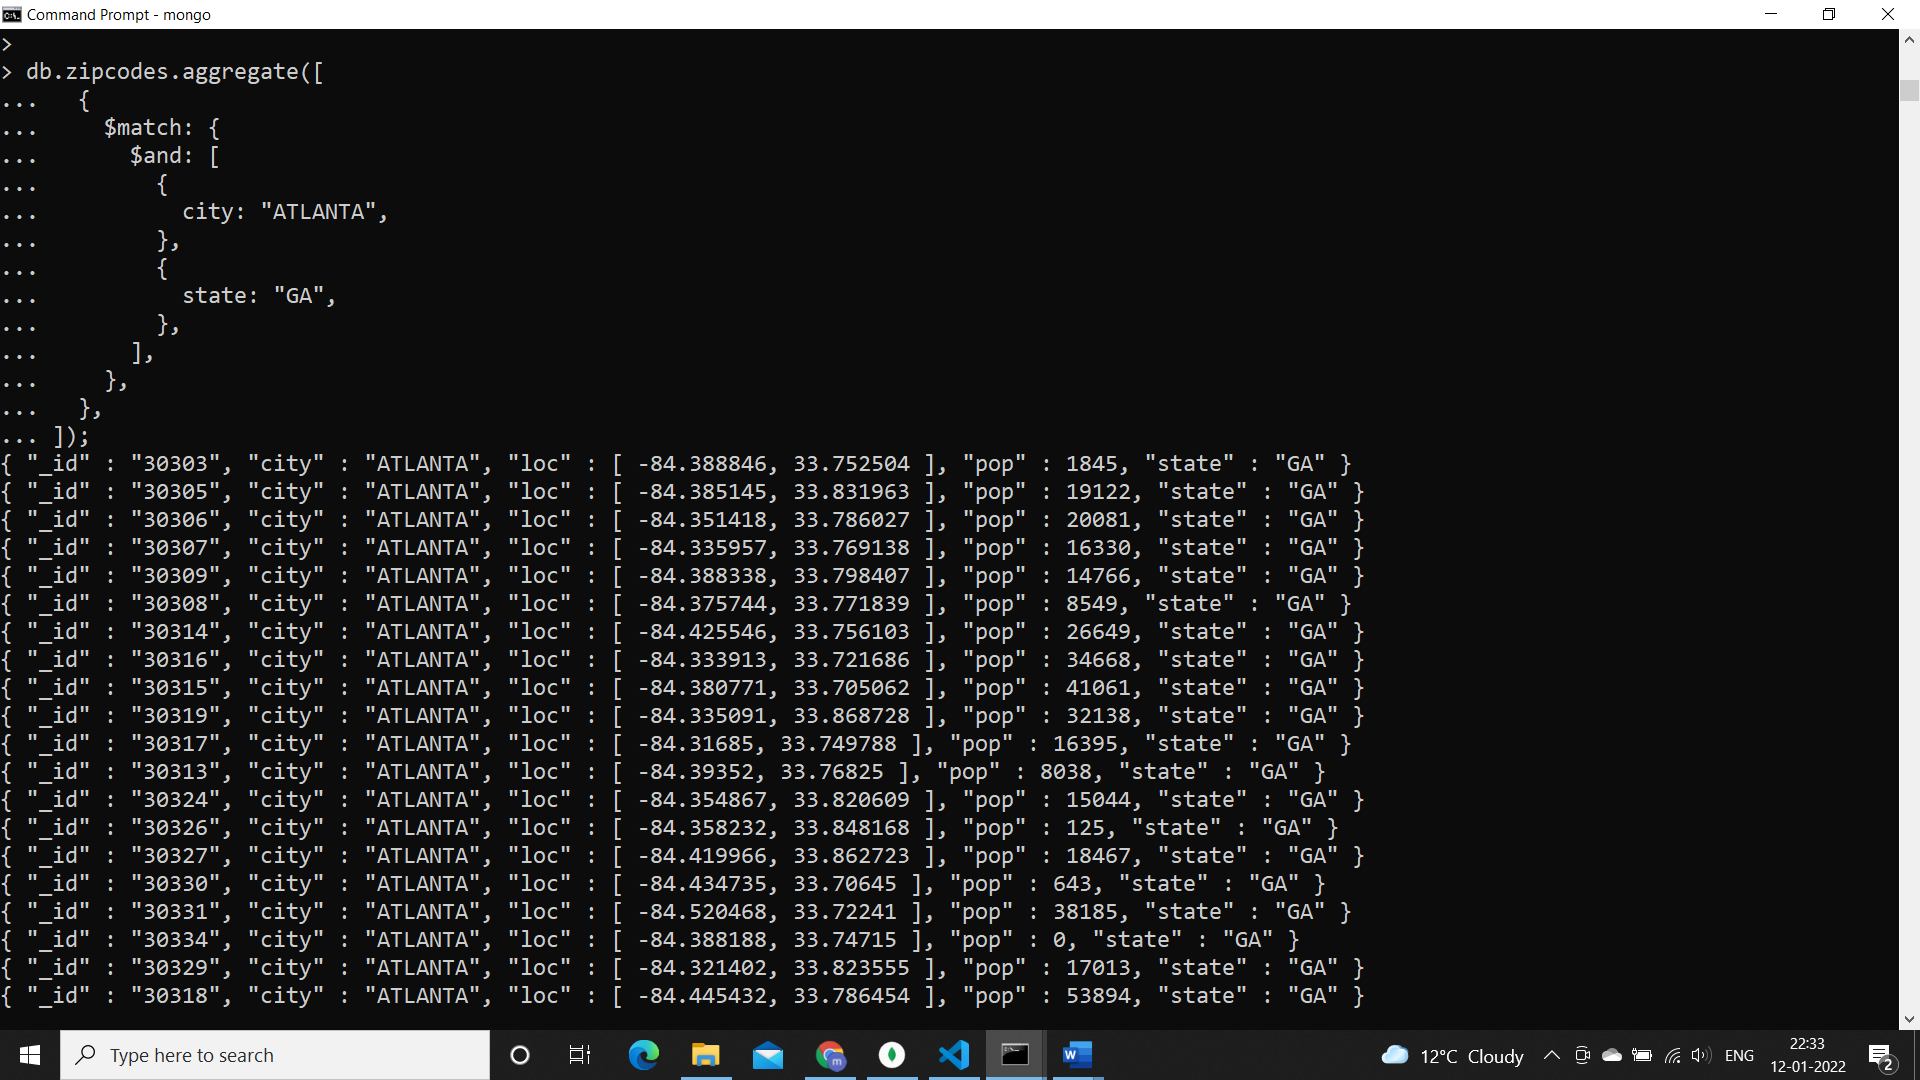 Command Prompt - mongo
>
> db.zipcodes.aggregate([
...   {
...     $match: {
...       $and: [
...         {
...           city: "ATLANTA",
...         },
...         {
...           state: "GA",
...         },
...       ],
...     },
...   },
... ]);
{ "_id" : "30303", "city" : "ATLANTA", "loc" : [ -84.388846, 33.752504 ], "pop" : 1845, "state" : "GA" }
{ "_id" : "30305", "city" : "ATLANTA", "loc" : [ -84.385145, 33.831963 ], "pop" : 19122, "state" : "GA" }
{ "_id" : "30306", "city" : "ATLANTA", "loc" : [ -84.351418, 33.786027 ], "pop" : 20081, "state" : "GA" }
{ "_id" : "30307", "city" : "ATLANTA", "loc" : [ -84.335957, 33.769138 ], "pop" : 16330, "state" : "GA" }
{ "_id" : "30309", "city" : "ATLANTA", "loc" : [ -84.388338, 33.798407 ], "pop" : 14766, "state" : "GA" }
{ "_id" : "30308", "city" : "ATLANTA", "loc" : [ -84.375744, 33.771839 ], "pop" : 8549, "state" : "GA" }
{ "_id" : "30314", "city" : "ATLANTA", "loc" : [ -84.425546, 33.756103 ], "pop" : 26649, "state" : "GA" }
{ "_id" : "30316", "city" : "ATLANTA", "loc" : [ -84.333913, 33.721686 ], "pop" : 34668, "state" : "GA" }
{ "_id" : "30315", "city" : "ATLANTA", "loc" : [ -84.380771, 33.705062 ], "pop" : 41061, "state" : "GA" }
{ "_id" : "30319", "city" : "ATLANTA", "loc" : [ -84.335091, 33.868728 ], "pop" : 32138, "state" : "GA" }
{ "_id" : "30317", "city" : "ATLANTA", "loc" : [ -84.31685, 33.749788 ], "pop" : 16395, "state" : "GA" }
{ "_id" : "30313", "city" : "ATLANTA", "loc" : [ -84.39352, 33.76825 ], "pop" : 8038, "state" : "GA" }
{ "_id" : "30324", "city" : "ATLANTA", "loc" : [ -84.354867, 33.820609 ], "pop" : 15044, "state" : "GA" }
{ "_id" : "30326", "city" : "ATLANTA", "loc" : [ -84.358232, 33.848168 ], "pop" : 125, "state" : "GA" }
{ "_id" : "30327", "city" : "ATLANTA", "loc" : [ -84.419966, 33.862723 ], "pop" : 18467, "state" : "GA" }
{ "_id" : "30330", "city" : "ATLANTA", "loc" : [ -84.434735, 33.70645 ], "pop" : 643, "state" : "GA" }
{ "_id" : "30331", "city" : "ATLANTA", "loc" : [ -84.520468, 33.72241 ], "pop" : 38185, "state" : "GA" }
{ "_id" : "30334", "city" : "ATLANTA", "loc" : [ -84.388188, 33.74715 ], "pop" : 0, "state" : "GA" }
{ "_id" : "30329", "city" : "ATLANTA", "loc" : [ -84.321402, 33.823555 ], "pop" : 17013, "state" : "GA" }
{ "_id" : "30318", "city" : "ATLANTA", "loc" : [ -84.445432, 33.786454 ], "pop" : 53894, "state" : "GA" }
Type here to search
12°C Cloudy
ENG
22:33
12-01-2022
2